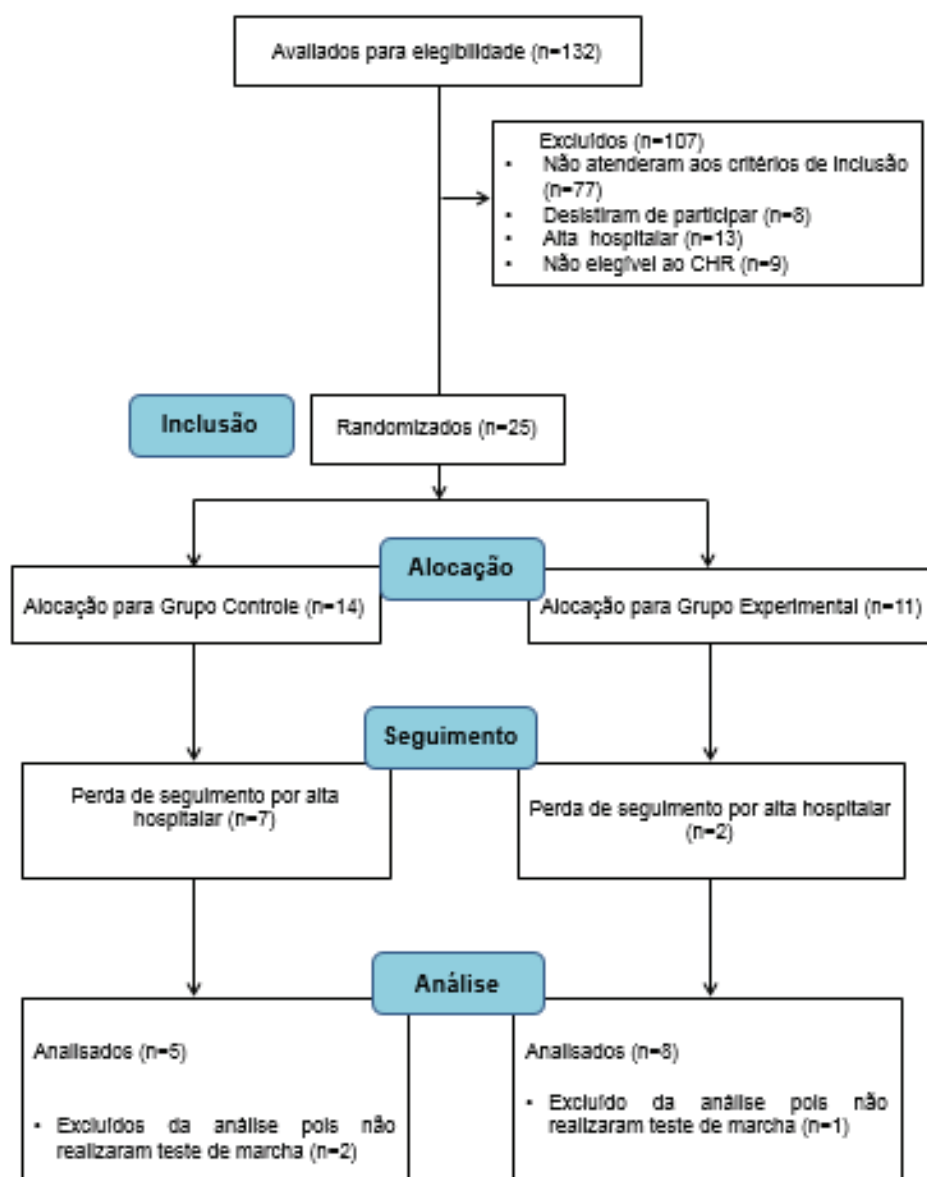 Avaliados para elegibilidade (n=132)
Excluídos (n=107)
• Não atenderam aos critérios de inclusão
(n=77)
• Desistiram de participar (n=8)
• Alta hospitalar (n=13)
• Não elegível ao CHR (n=9)
Inclusão
Randomizados (n=25)
Alocação
Alocação para Grupo Controle (n=14)
Alocação para Grupo Experimental (n=11)
Seguimento
Perda de seguimento por alta
hospitalar (n=7)
Perda de seguimento por alta hospitalar
(n=2)
Análise
Analisados (n=5)
• Excluídos da análise pois não
realizaram teste de marcha (n=2)
Analisados (n=8)
• Excluído da análise pois não
realizaram teste de marcha (n=1)